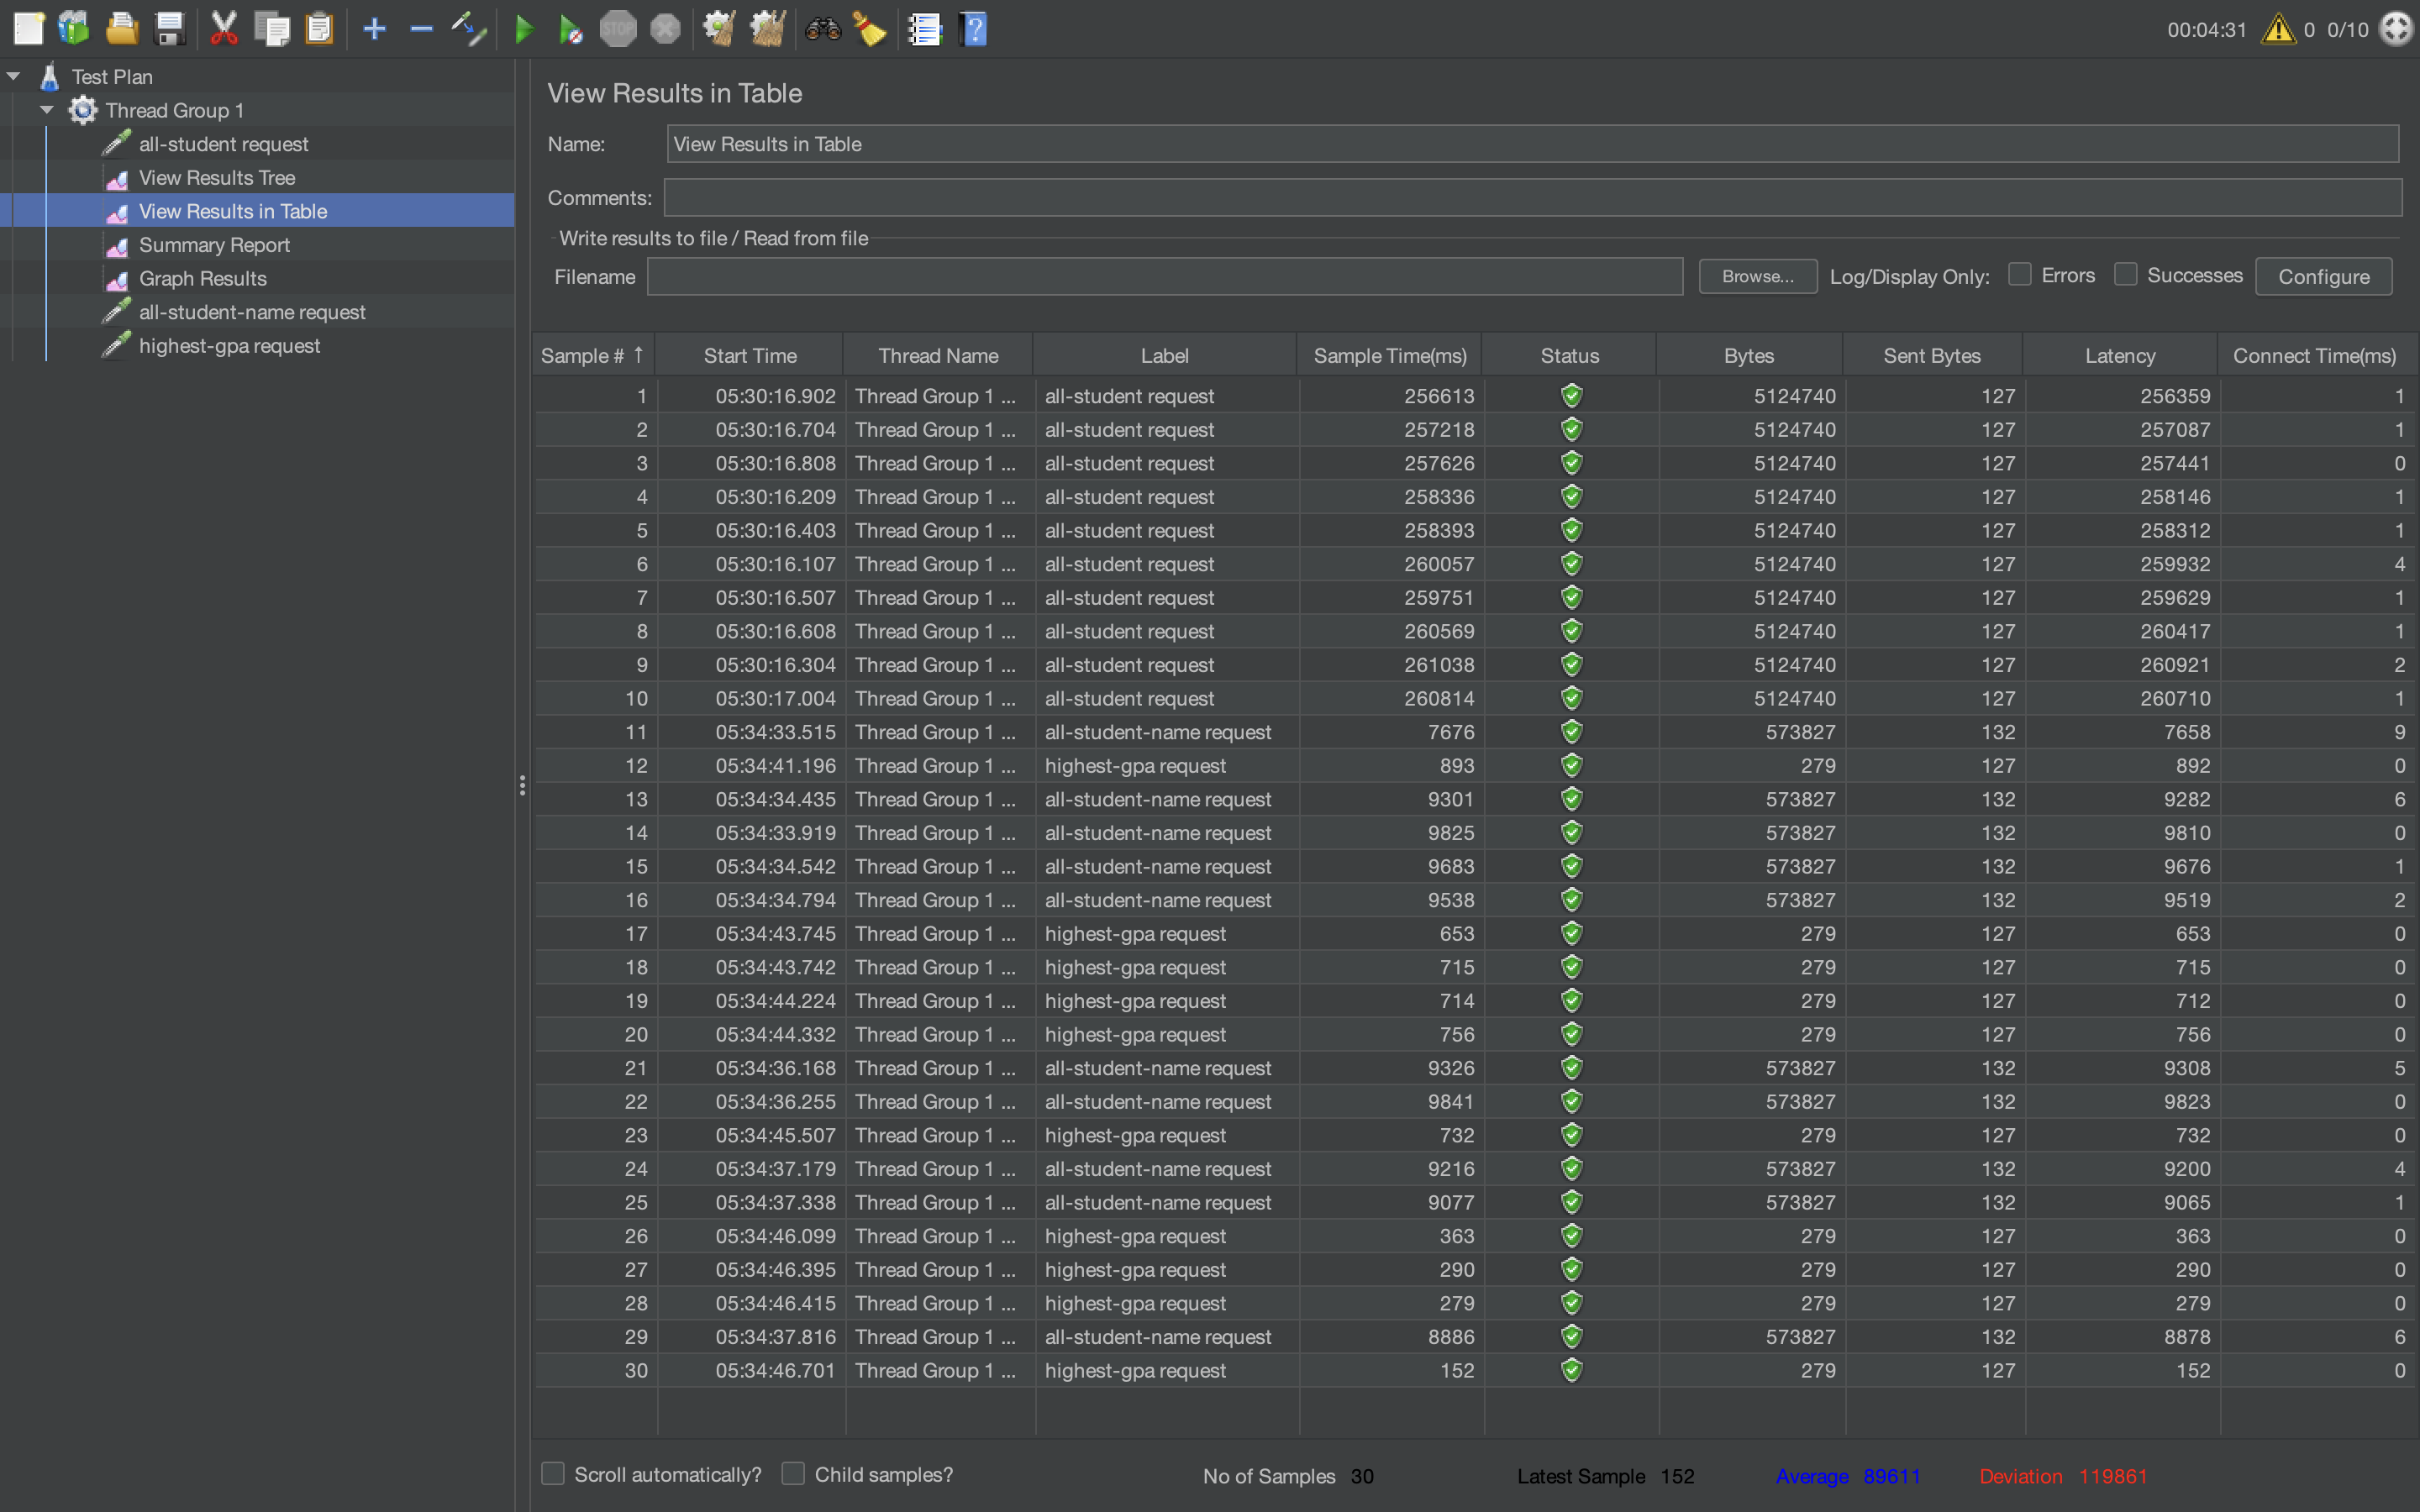 STOP
00:04:31 0 0/10
Test Plan
Thread Group 1
all-student request
View Results Tree
View Results in Table
Summary Report
Graph Results
all-student-name request
highest-gpa request
View Results in Table
Name: View Results in Table
Comments:
Write results to file / Read from file
Filename Browse... Log/Display Only: Errors Successes Configure
Sample # ↑ Start Time Thread Name Label Sample Time(ms) Status Bytes Sent Bytes Latency Connect Time(ms)
1 05:30:16.902 Thread Group 1 ... all-student request 256613 5124740 127 256359 1
2 05:30:16.704 Thread Group 1 ... all-student request 257218 5124740 127 257087 1
3 05:30:16.808 Thread Group 1 ... all-student request 257626 5124740 127 257441 0
4 05:30:16.209 Thread Group 1 ... all-student request 258336 5124740 127 258146 1
5 05:30:16.403 Thread Group 1 ... all-student request 258393 5124740 127 258312 1
6 05:30:16.107 Thread Group 1 ... all-student request 260057 5124740 127 259932 4
7 05:30:16.507 Thread Group 1 ... all-student request 259751 5124740 127 259629 1
8 05:30:16.608 Thread Group 1 ... all-student request 260569 5124740 127 260417 1
9 05:30:16.304 Thread Group 1 ... all-student request 261038 5124740 127 260921 2
10 05:30:17.004 Thread Group 1 ... all-student request 260814 5124740 127 260710 1
11 05:34:33.515 Thread Group 1 ... all-student-name request 7676 573827 132 7658 9
12 05:34:41.196 Thread Group 1 ... highest-gpa request 893 279 127 892 0
13 05:34:34.435 Thread Group 1 ... all-student-name request 9301 573827 132 9282 6
14 05:34:33.919 Thread Group 1 ... all-student-name request 9825 573827 132 9810 0
15 05:34:34.542 Thread Group 1 ... all-student-name request 9683 573827 132 9676 1
16 05:34:34.794 Thread Group 1 ... all-student-name request 9538 573827 132 9519 2
17 05:34:43.745 Thread Group 1 ... highest-gpa request 653 279 127 653 0
18 05:34:43.742 Thread Group 1 ... highest-gpa request 715 279 127 715 0
19 05:34:44.224 Thread Group 1 ... highest-gpa request 714 279 127 712 0
20 05:34:44.332 Thread Group 1 ... highest-gpa request 756 279 127 756 0
21 05:34:36.168 Thread Group 1 ... all-student-name request 9326 573827 132 9308 5
22 05:34:36.255 Thread Group 1 ... all-student-name request 9841 573827 132 9823 0
23 05:34:45.507 Thread Group 1 ... highest-gpa request 732 279 127 732 0
24 05:34:37.179 Thread Group 1 ... all-student-name request 9216 573827 132 9200 4
25 05:34:37.338 Thread Group 1 ... all-student-name request 9077 573827 132 9065 1
26 05:34:46.099 Thread Group 1 ... highest-gpa request 363 279 127 363 0
27 05:34:46.395 Thread Group 1 ... highest-gpa request 290 279 127 290 0
28 05:34:46.415 Thread Group 1 ... highest-gpa request 279 279 127 279 0
29 05:34:37.816 Thread Group 1 ... all-student-name request 8886 573827 132 8878 6
30 05:34:46.701 Thread Group 1 ... highest-gpa request 152 279 127 152 0
Scroll automatically? Child samples? No of Samples 30 Latest Sample 152 Average 89611 Deviation 119861